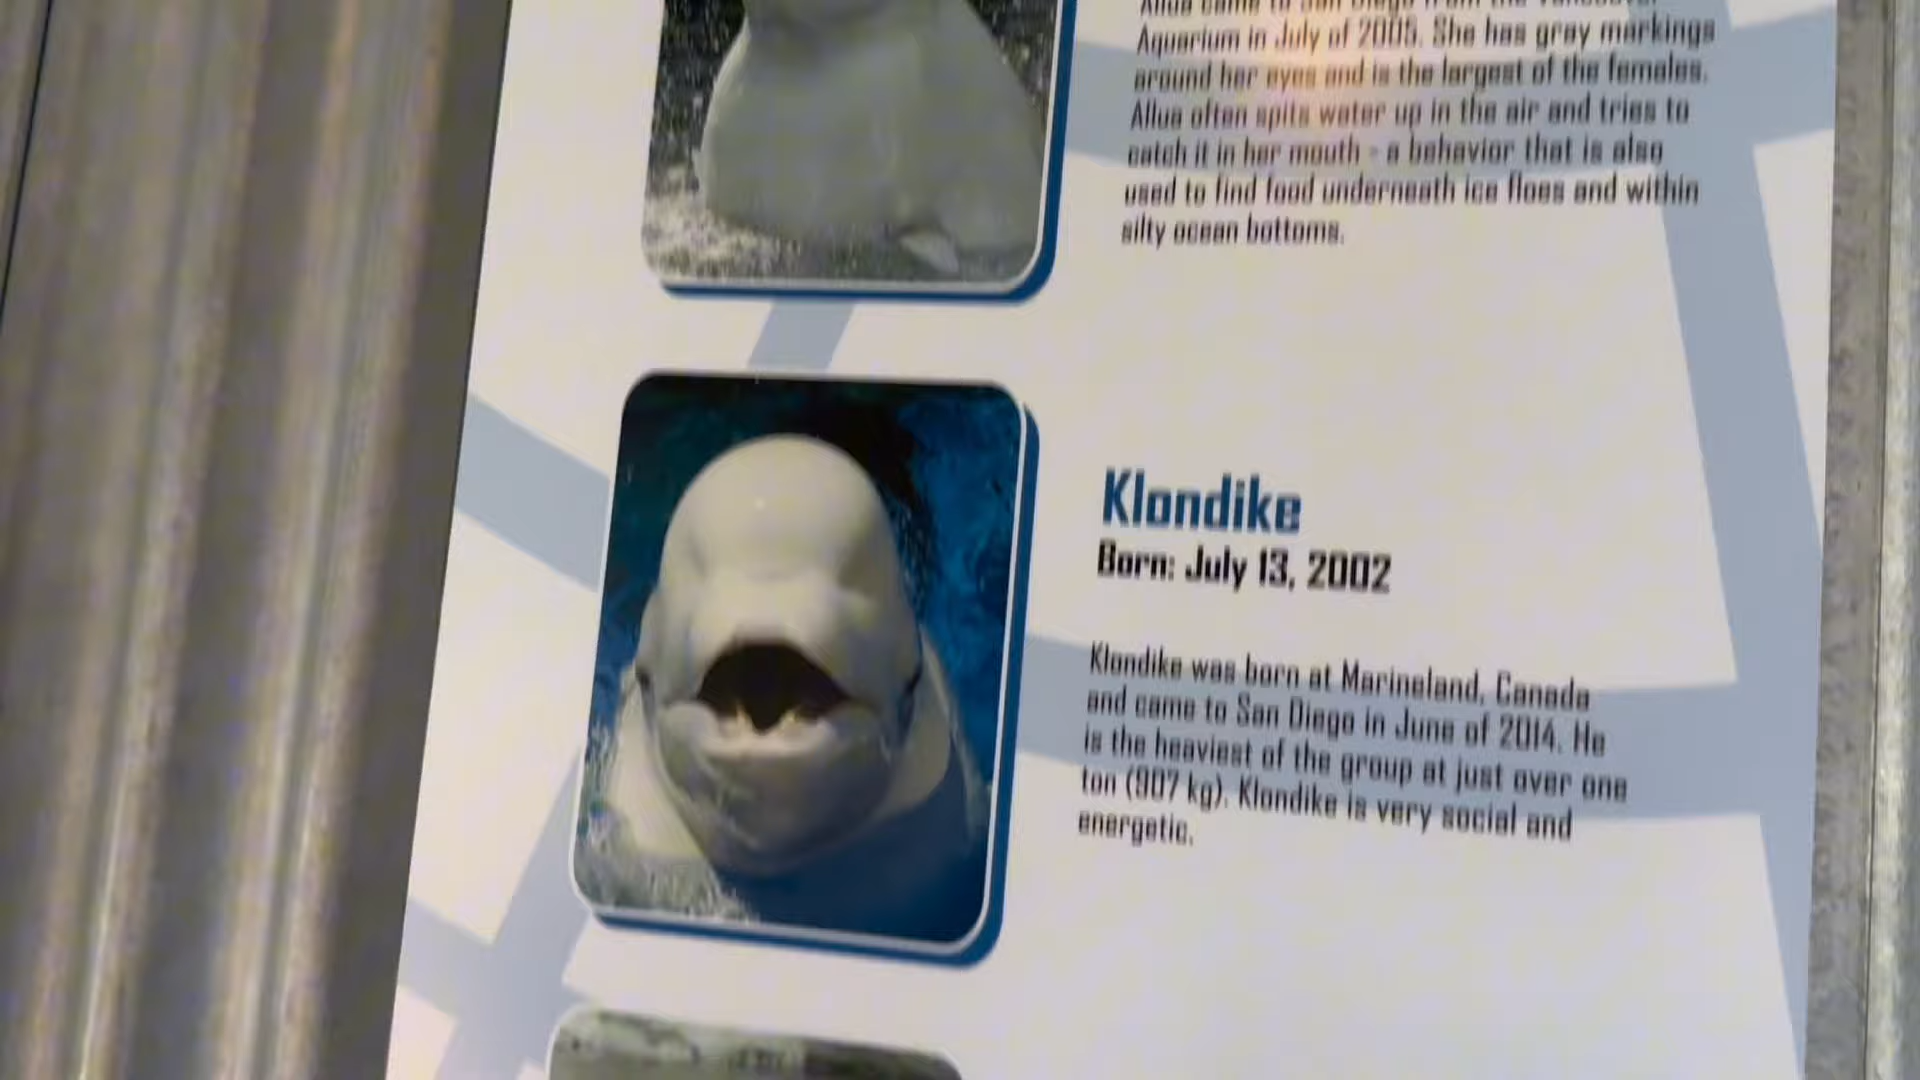 Allua came to San Diego from the Vancouver
Aquarium in July of 2005. She has gray markings
around her eyes and is the largest of the females.
Allua often spits water up in the air and tries to
catch it in her mouth - a behavior that is also
used to find food underneath ice floes and within
silty ocean bottoms.
Klondike
Born: July 13, 2002
Klondike was born at Marineland, Canada
and came to San Diego in June of 2014. He
is the heaviest of the group at just over one
ton (907 kg). Klondike is very social and
energetic.